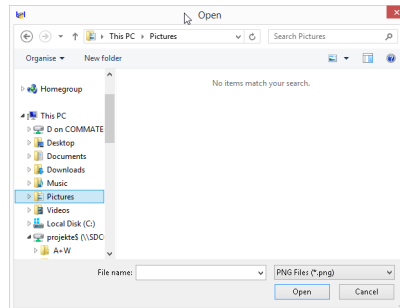 Open
This PC Pictures
Search Pictures
Organise
New folder
No items match your search.
Homegroup
This PC
D on COMMATE
Desktop
Documents
Downloads
Music
Pictures
Videos
Local Disk (C:)
projekte$ (\\SDC
A+W
File name:
PNG Files (*.png)
Open
Cancel